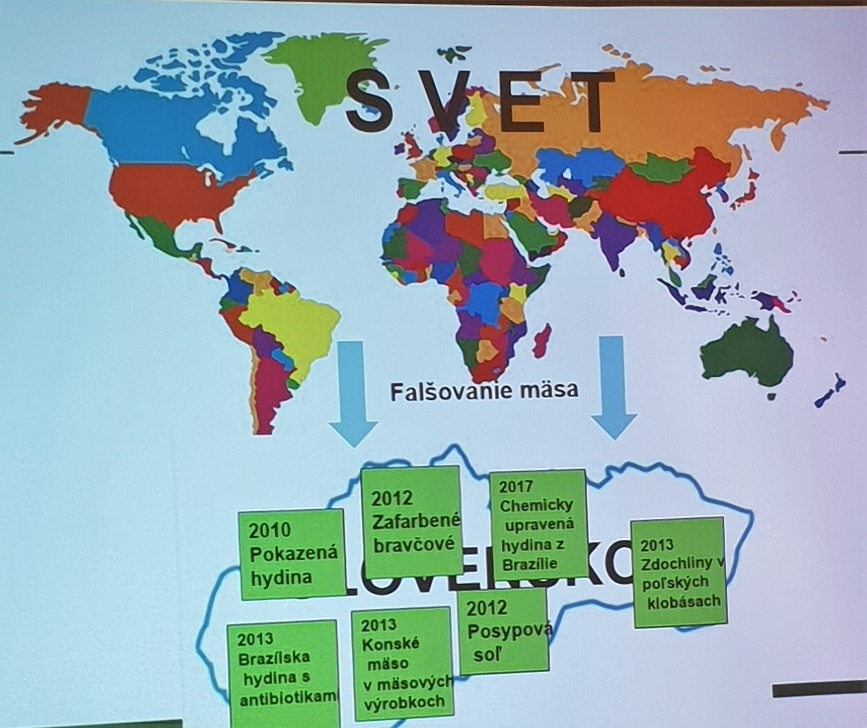 SVET
Falšovanie mäsa
2010
Pokazená
hydina
2012
Zafarbené
bravčové
2017
Chemicky
upravená
hydina z
Brazílie
2013
Zdochliny v
poľských
klobásach
2013
Brazílska
hydina s
antibiotikami
2013
Konské
mäso
v mäsových
výrobkoch
2012
Posypová
soľ